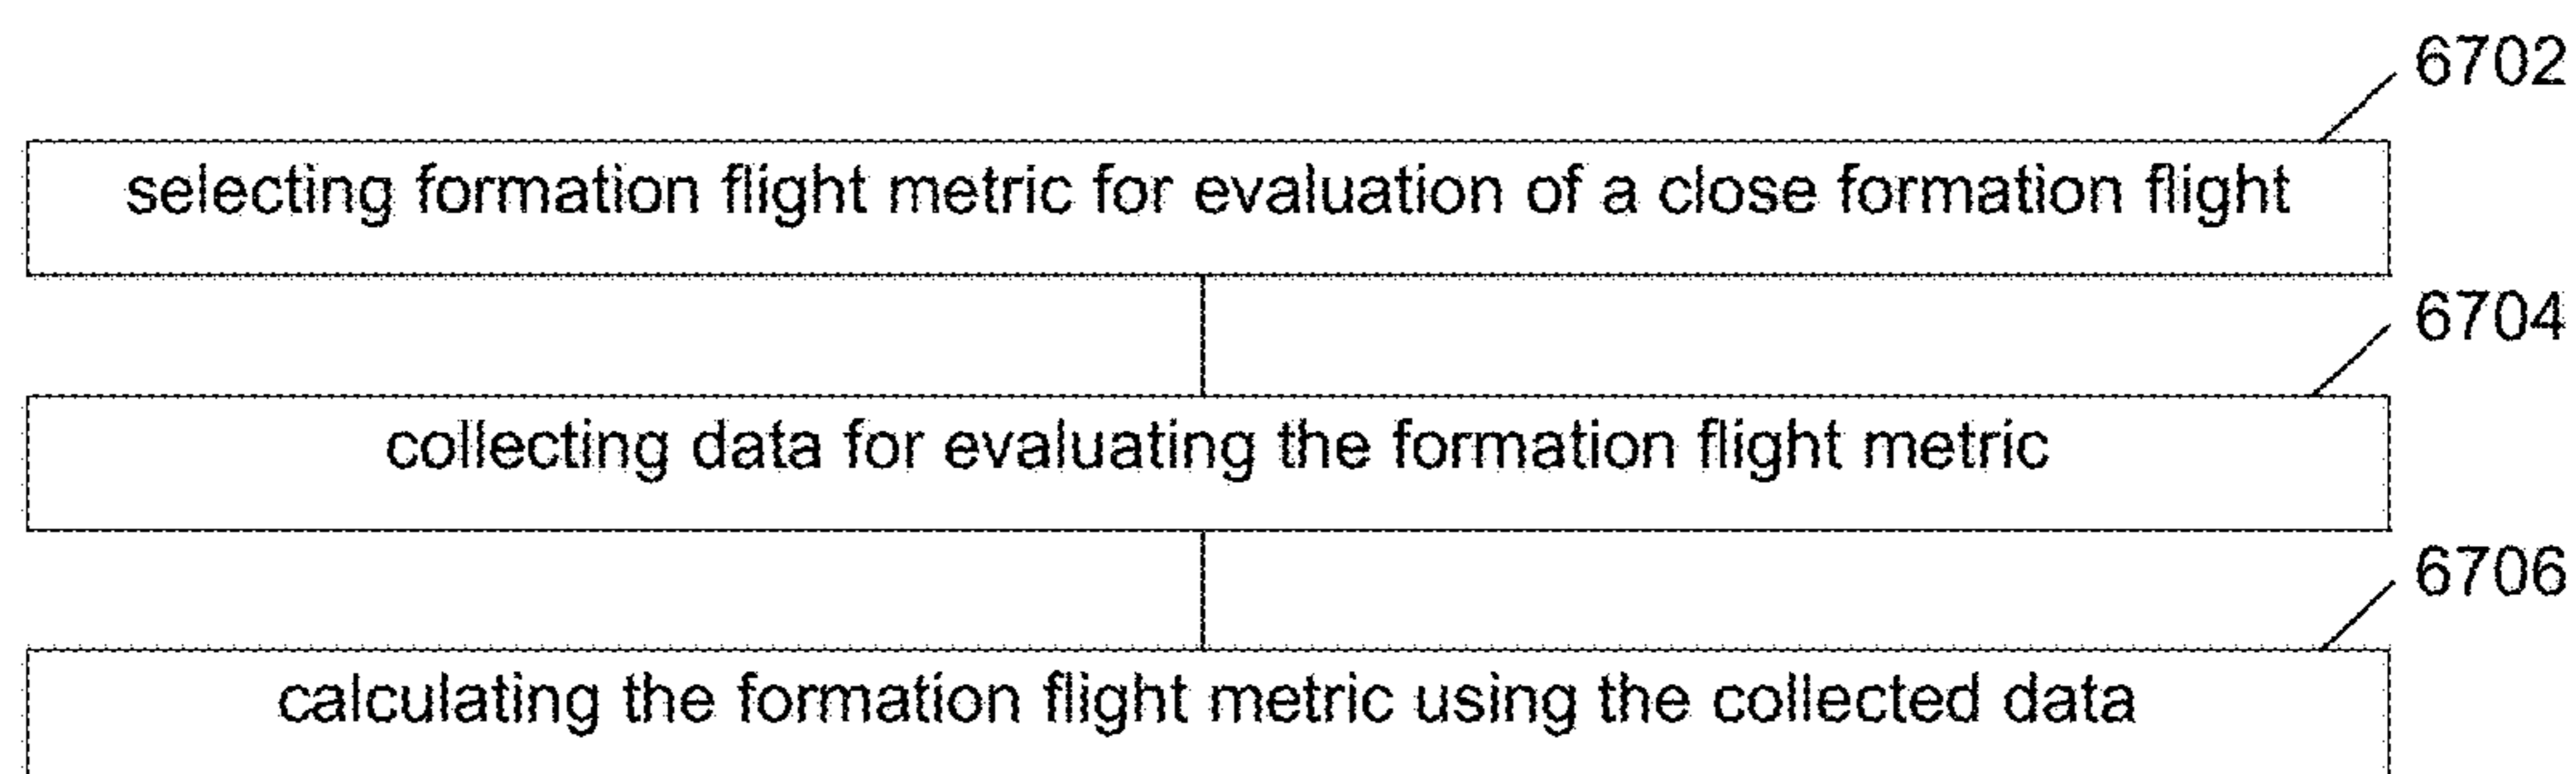 6702
selecting formation flight metric for evaluation of a close formation flight
6704
collecting data for evaluating the formation flight metric
6706
calculating the formation flight metric using the collected data